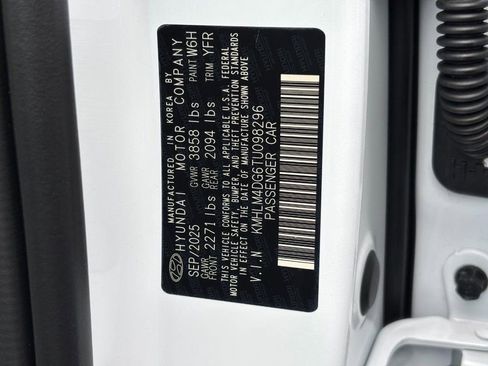 MANUFACTURED IN KOREA BY
HYUNDAI MOTOR COMPANY
SEP/2025 GVWR 3858 lbs PAINT W6H
GAWR FRONT 2271 lbs GAWR REAR 2094 lbs TRIM YFR
THIS VEHICLE CONFORMS TO ALL APPLICABLE U.S.A. FEDERAL
MOTOR VEHICLE SAFETY, BUMPER, AND THEFT PREVENTION STANDARDS
IN EFFECT ON THE DATE OF MANUFACTURE SHOWN ABOVE
V.I.N KMHLM4DG6TU098296
PASSENGER CAR